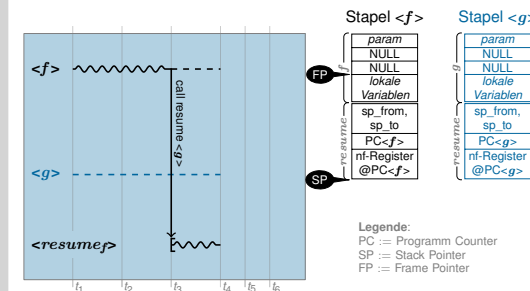 Stapel <f>
Stapel <g>
<f>
<g>
<resumef>
call resume <g>
t1
t2
t3
t4
t5
t6
FP
SP
f
resume
param
NULL
NULL
lokale
Variablen
sp_from,
sp_to
PC<f>
nf-Register
@PC<f>
g
resume
param
NULL
NULL
lokale
Variablen
sp_from,
sp_to
PC<g>
nf-Register
@PC<g>
Legende:
PC := Programm Counter
SP := Stack Pointer
FP := Frame Pointer